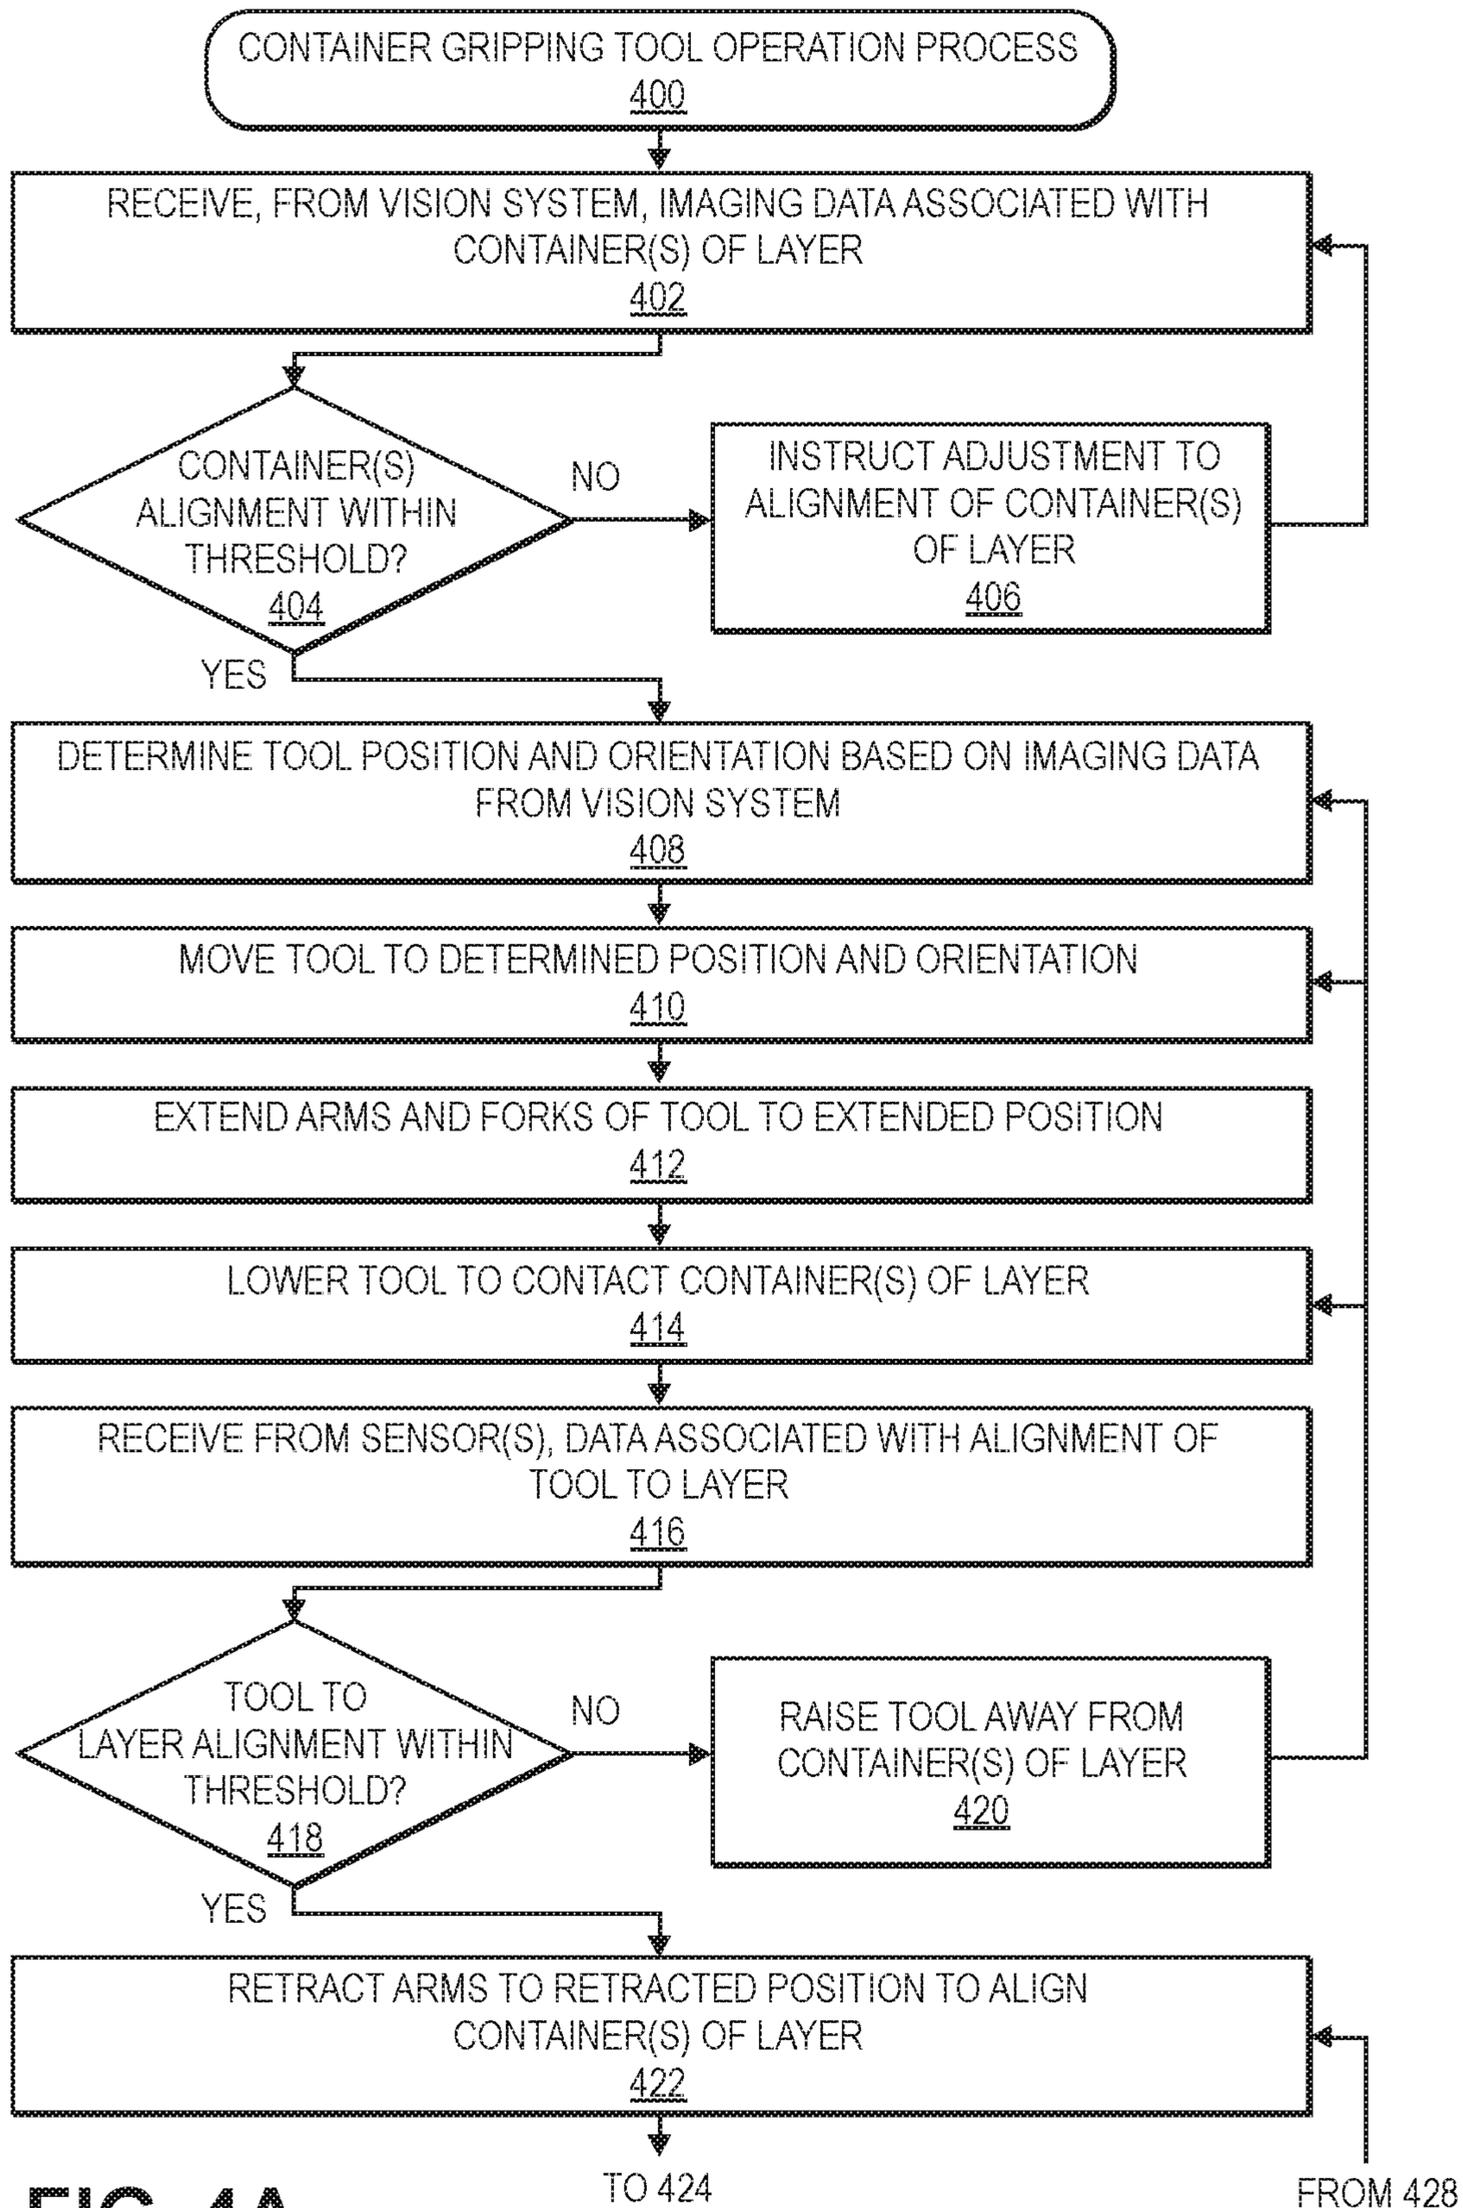 CONTAINER GRIPPING TOOL OPERATION PROCESS
400
RECEIVE, FROM VISION SYSTEM, IMAGING DATA ASSOCIATED WITH
CONTAINER(S) OF LAYER
402
CONTAINER(S)
ALIGNMENT WITHIN
THRESHOLD?
404
NO
INSTRUCT ADJUSTMENT TO
ALIGNMENT OF CONTAINER(S)
OF LAYER
406
YES
DETERMINE TOOL POSITION AND ORIENTATION BASED ON IMAGING DATA
FROM VISION SYSTEM
408
MOVE TOOL TO DETERMINED POSITION AND ORIENTATION
410
EXTEND ARMS AND FORKS OF TOOL TO EXTENDED POSITION
412
LOWER TOOL TO CONTACT CONTAINER(S) OF LAYER
414
RECEIVE FROM SENSOR(S), DATA ASSOCIATED WITH ALIGNMENT OF
TOOL TO LAYER
416
TOOL TO
LAYER ALIGNMENT WITHIN
THRESHOLD?
418
NO
RAISE TOOL AWAY FROM
CONTAINER(S) OF LAYER
420
YES
RETRACT ARMS TO RETRACTED POSITION TO ALIGN
CONTAINER(S) OF LAYER
422
TO 424
FROM 428
FIG. 4A